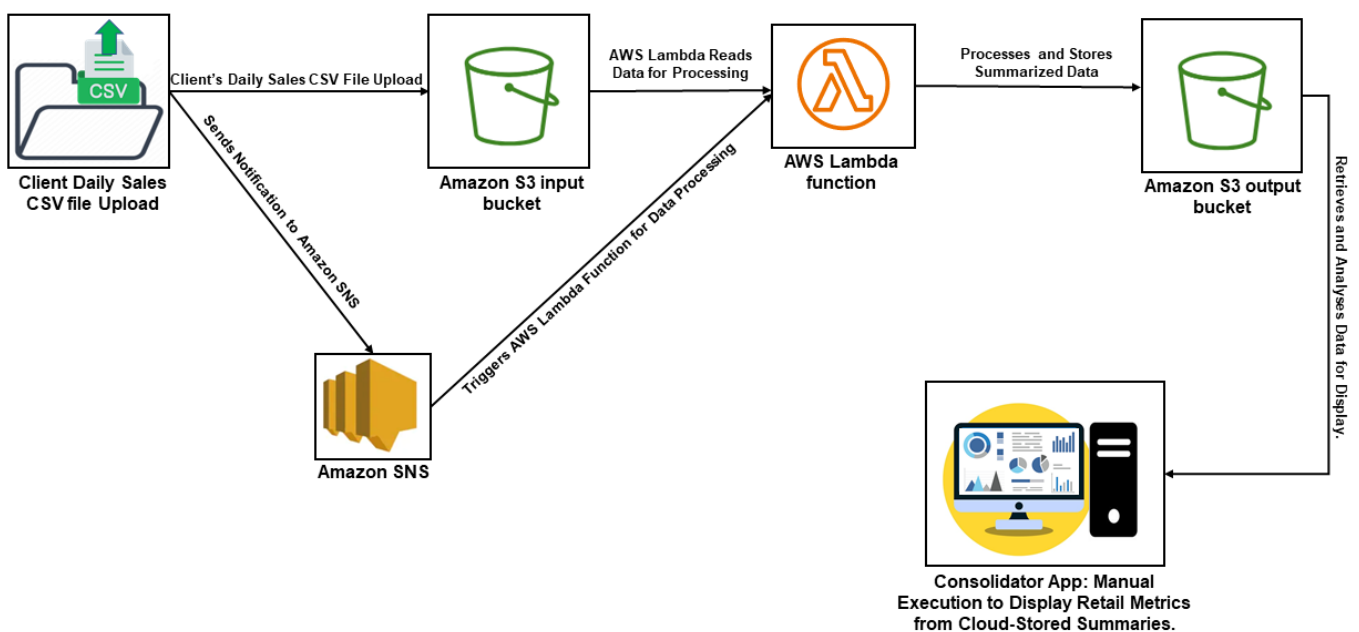 CSV
Client Daily Sales
CSV file Upload
Client's Daily Sales CSV File Upload
Amazon S3 input
bucket
AWS Lambda Reads
Data for Processing
AWS Lambda
function
Processes and Stores
Summarized Data
Amazon S3 output
bucket
Sends Notification to Amazon SNS
Amazon SNS
Triggers AWS Lambda Function for Data Processing
Retrieves and Analyses Data for Display.
Consolidator App: Manual
Execution to Display Retail Metrics
from Cloud-Stored Summaries.